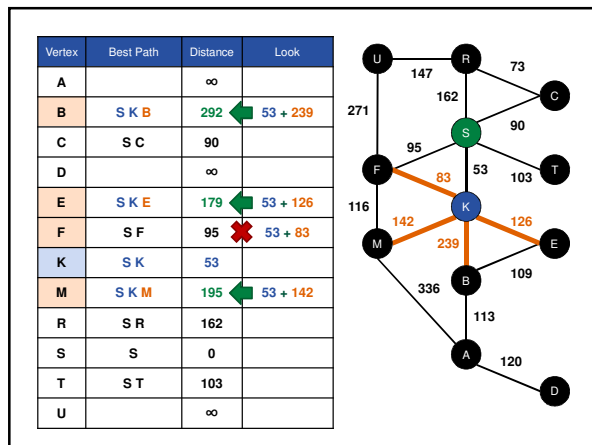 Vertex Best Path Distance Look
A ∞
B S K B 292 53 + 239
C S C 90
D ∞
E S K E 179 53 + 126
F S F 95 53 + 83
K S K 53
M S K M 195 53 + 142
R S R 162
S S 0
T S T 103
U ∞
U R
147 73
C
271 162
90
S
95 53 103
F 83 T
K
116 142 126
239
M E
109
336 B
113
A
120
D